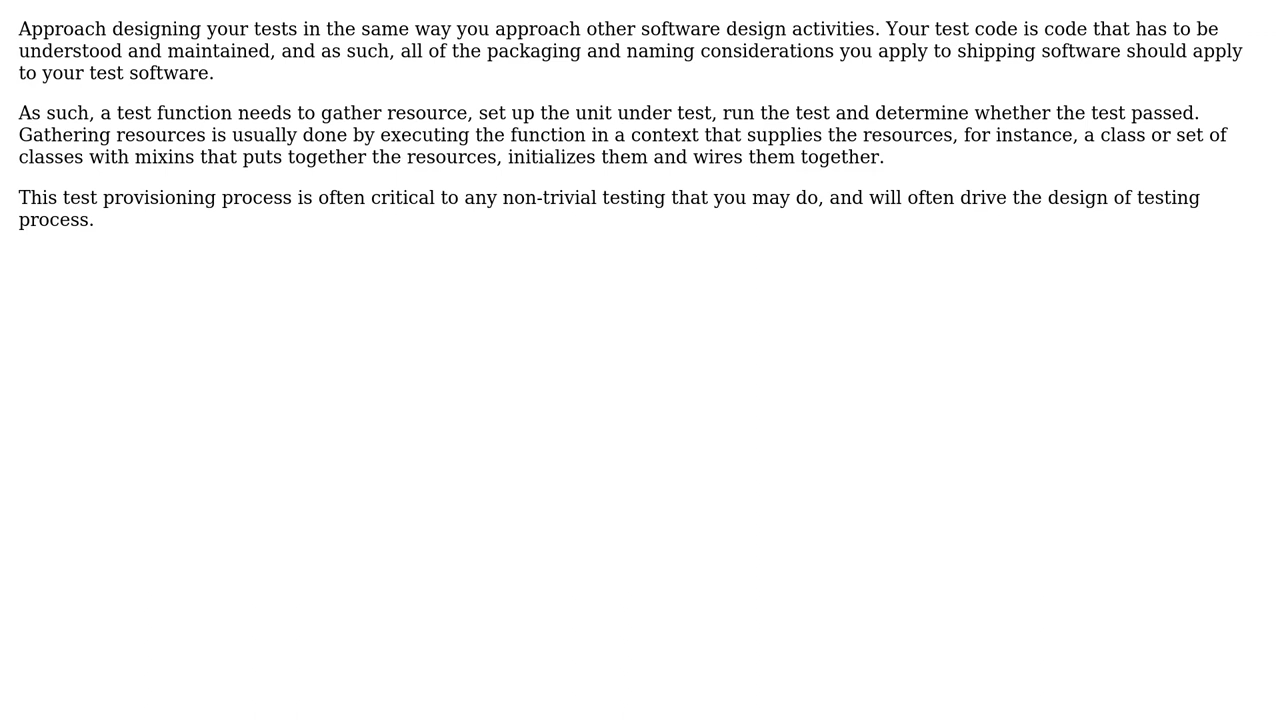 Approach designing your tests in the same way you approach other software design activities. Your test code is code that has to be
understood and maintained, and as such, all of the packaging and naming considerations you apply to shipping software should apply
to your test software.
As such, a test function needs to gather resource, set up the unit under test, run the test and determine whether the test passed.
Gathering resources is usually done by executing the function in a context that supplies the resources, for instance, a class or set of
classes with mixins that puts together the resources, initializes them and wires them together.
This test provisioning process is often critical to any non-trivial testing that you may do, and will often drive the design of testing
process.